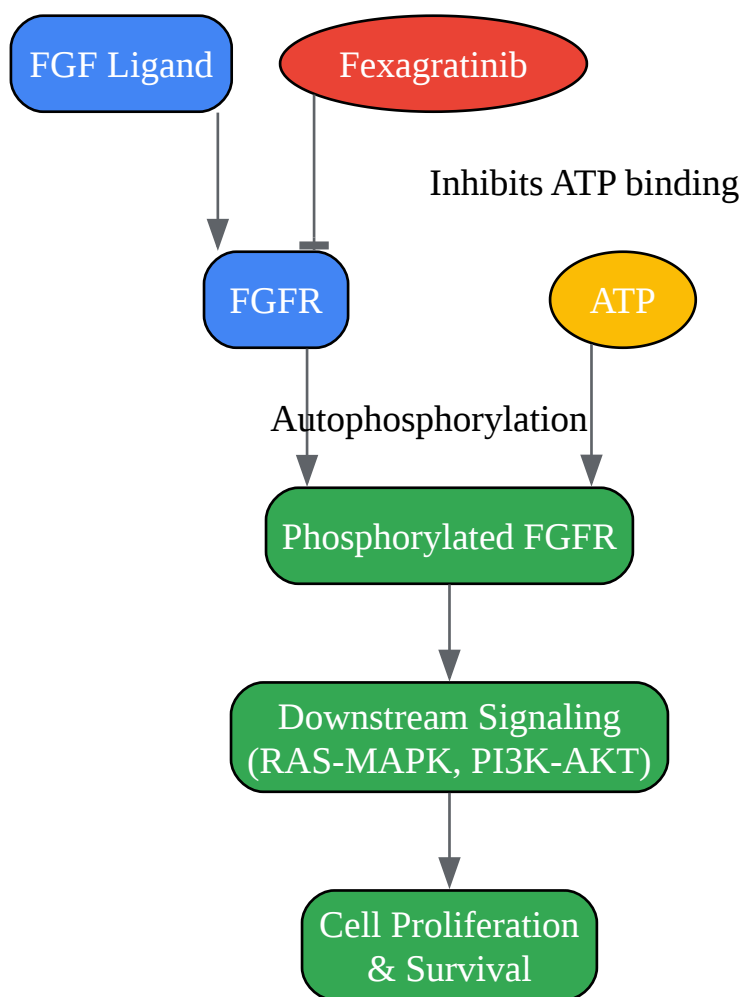 FGF Ligand
Fexagratinib
Inhibits ATP binding
FGFR
ATP
Autophosphorylation
Phosphorylated FGFR
Downstream Signaling
(RAS-MAPK, PI3K-AKT)
Cell Proliferation
& Survival